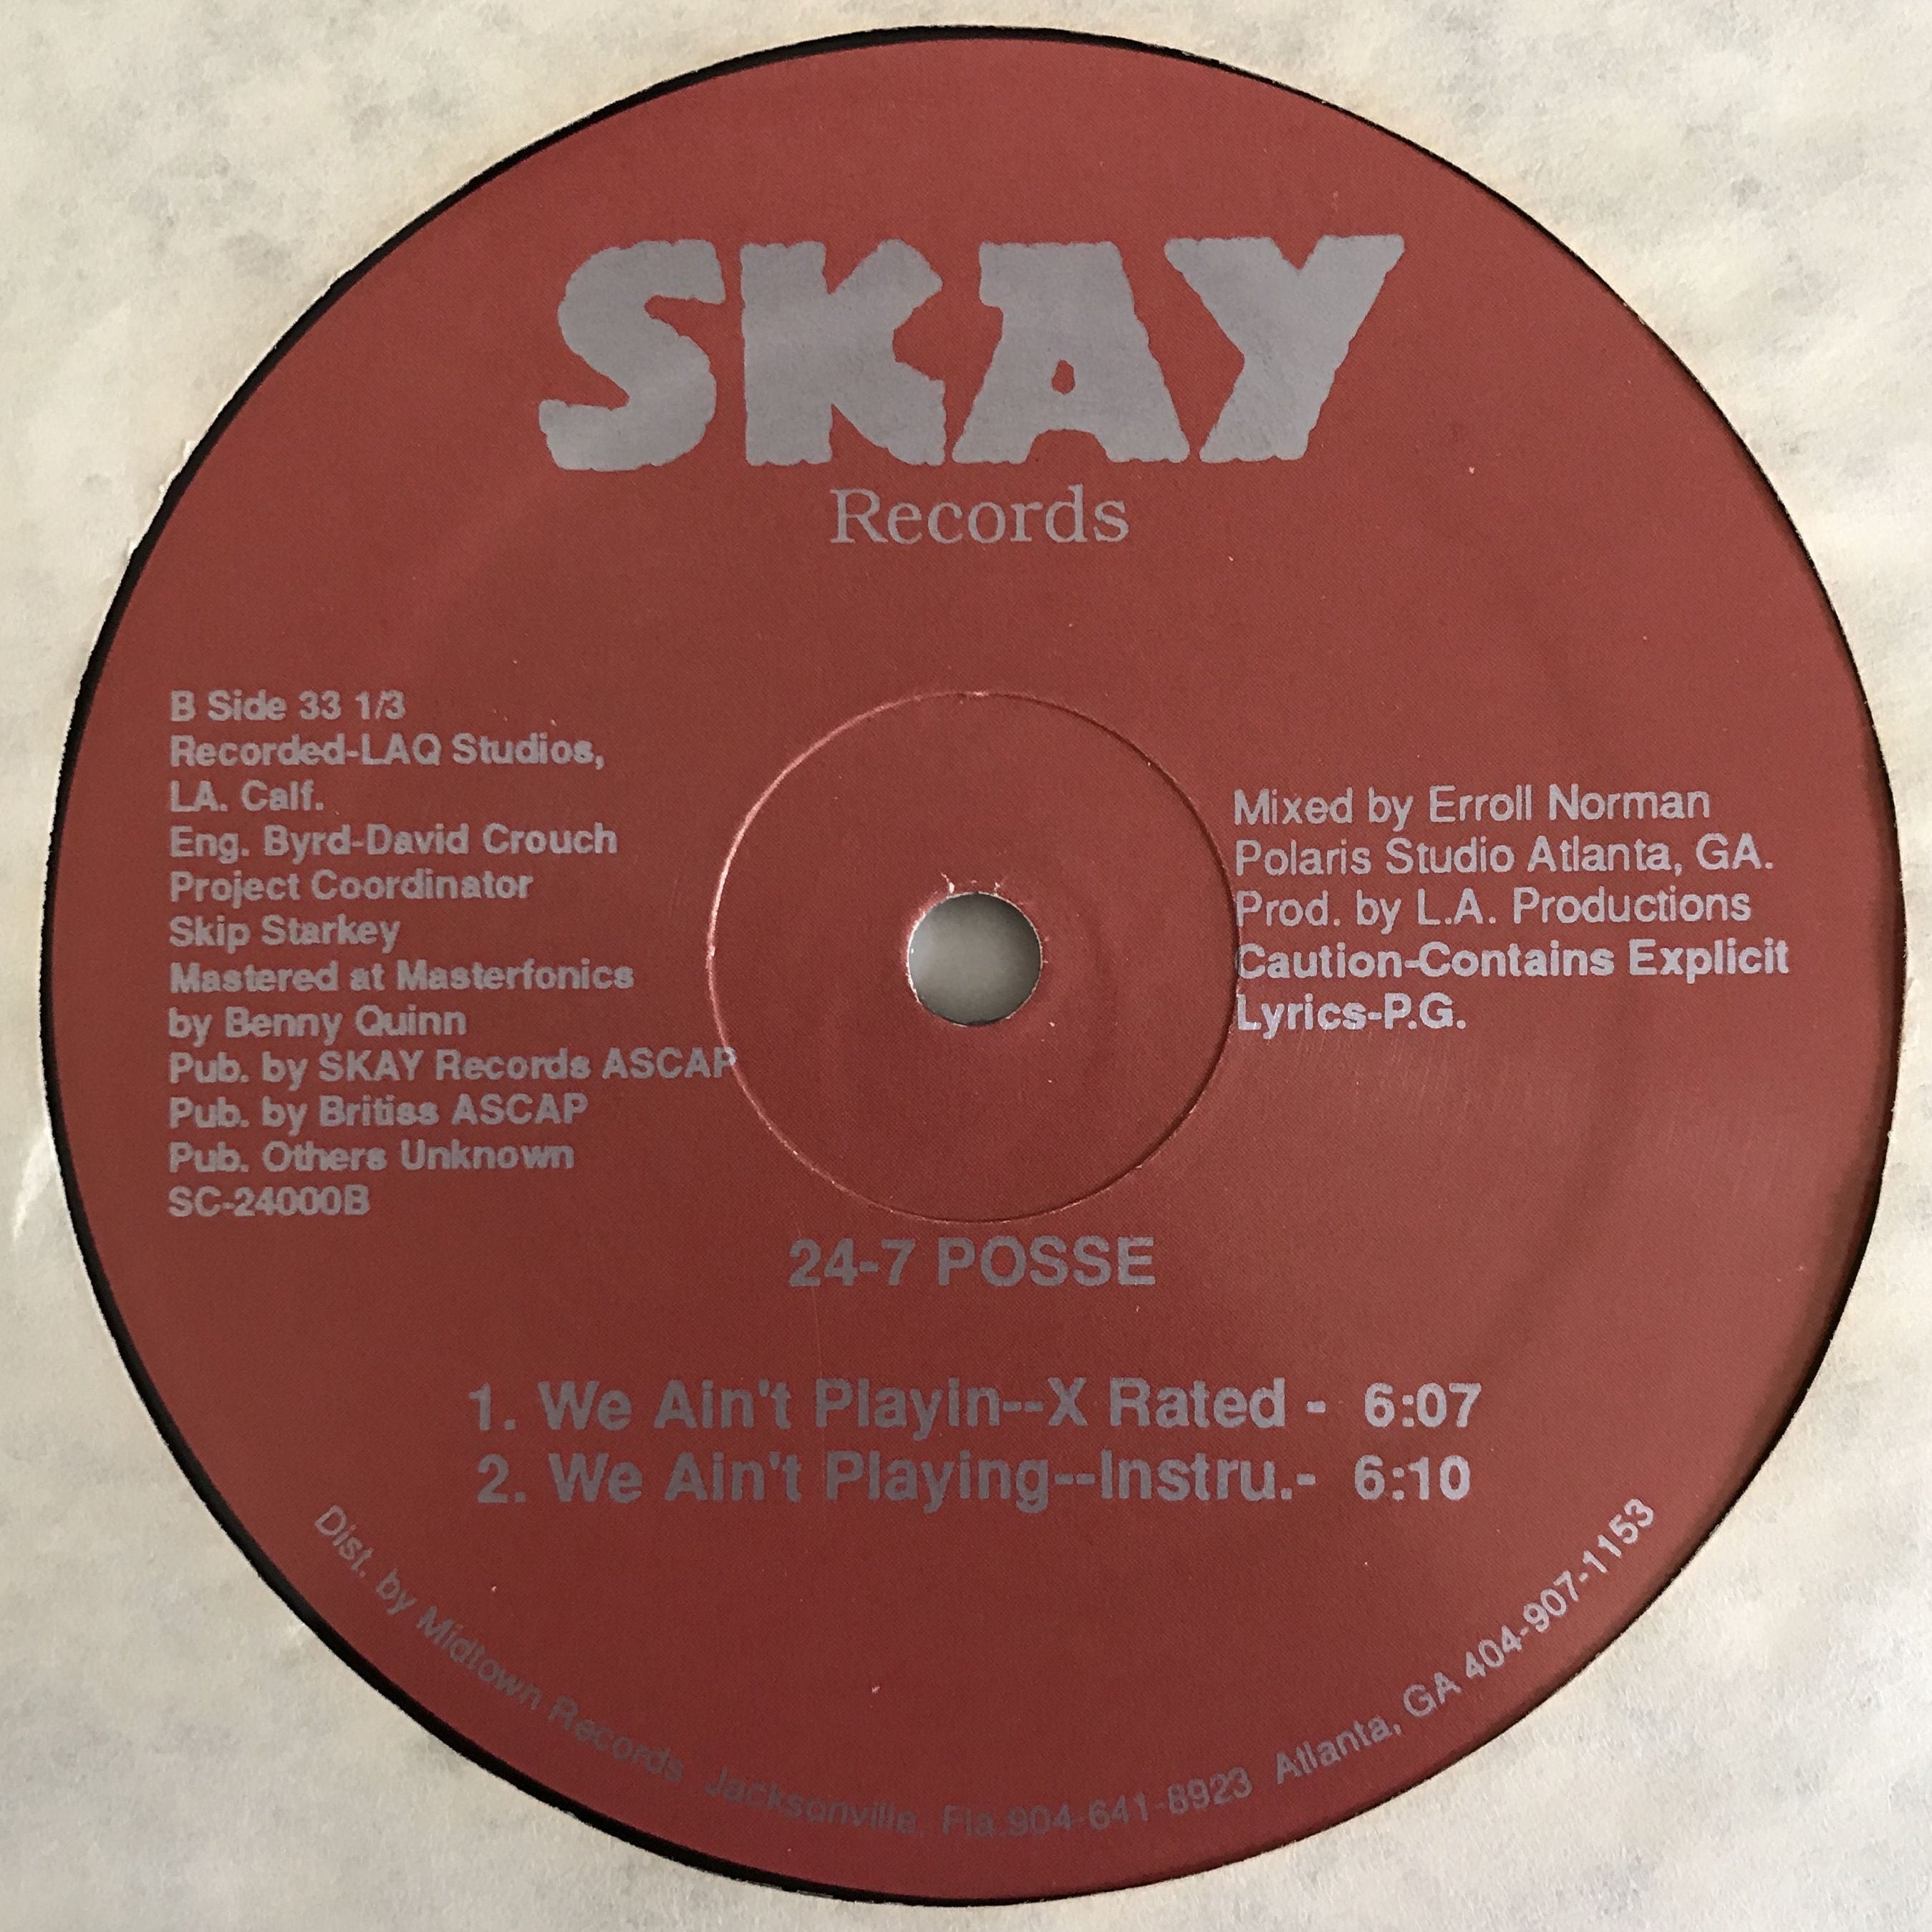 SKAY
Records
B Side 33 1/3
Recorded-LAQ Studios,
LA. Calf.
Eng. Byrd-David Crouch
Project Coordinator
Skip Starkey
Mastered at Masterfonics
by Benny Quinn
Pub. by SKAY Records ASCAP
Pub. by Britiss ASCAP
Pub. Others Unknown
SC-24000B
Mixed by Erroll Norman
Polaris Studio Atlanta, GA.
Prod. by L.A. Productions
Caution-Contains Explicit
Lyrics-P.G.
24-7 POSSE
1. We Ain't Playin--X Rated - 6:07
2. We Ain't Playing--Instru.- 6:10
Dist. by Midtown Records Jacksonville, Fla.904-641-8923 Atlanta, GA 404-907-1153